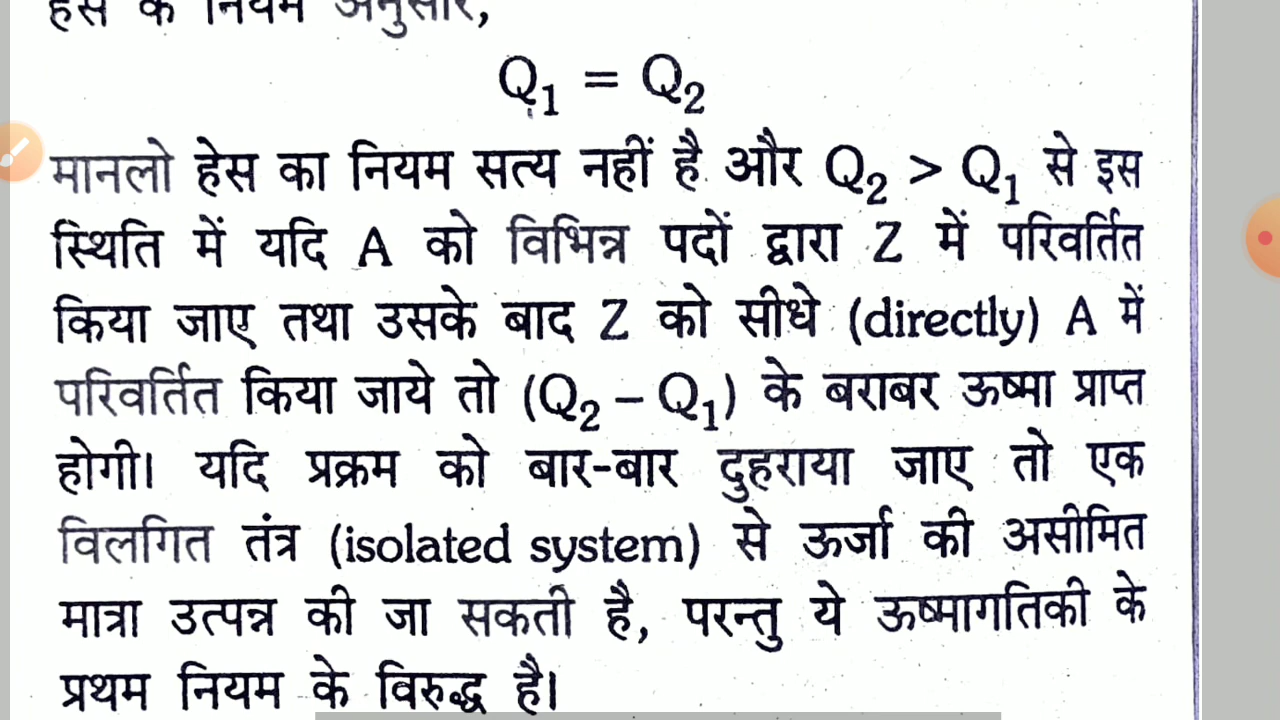 हेस के नियम अनुसार,
Q₁ = Q₂
मानलो हेस का नियम सत्य नहीं है और Q₂ > Q₁ से इस
स्थिति में यदि A को विभिन्न पदों द्वारा Z में परिवर्तित
किया जाए तथा उसके बाद Z को सीधे (directly) A में
परिवर्तित किया जाये तो (Q₂ – Q₁) के बराबर ऊष्मा प्राप्त
होगी। यदि प्रक्रम को बार-बार दुहराया जाए तो एक
विलगित तंत्र (isolated system) से ऊर्जा की असीमित
मात्रा उत्पन्न की जा सकती है, परन्तु ये ऊष्मागतिकी के
प्रथम नियम के विरुद्ध है।